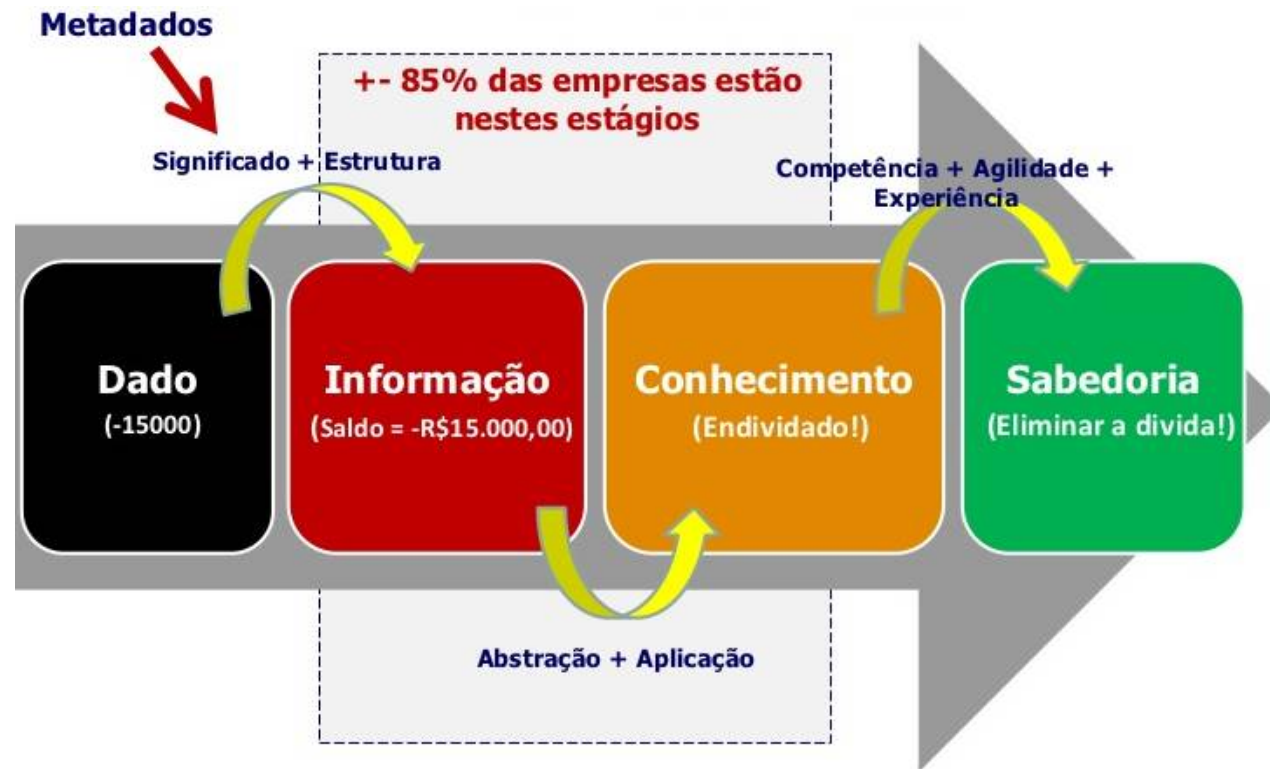 Metadados
+- 85% das empresas estão
nestes estágios
Significado + Estrutura
Competência + Agilidade +
Experiência
Dado
(-15000)
Informação
(Saldo = -R$15.000,00)
Conhecimento
(Endividado!)
Sabedoria
(Eliminar a divida!)
Abstração + Aplicação